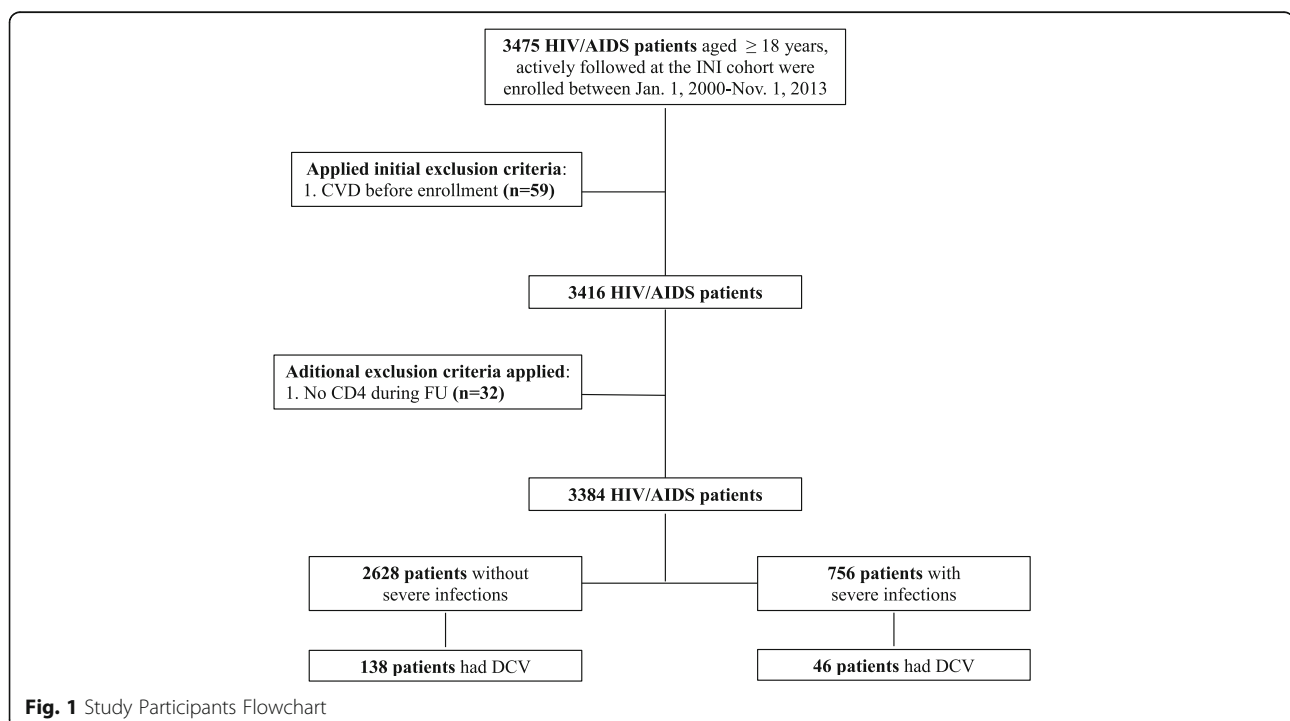 3475 HIV/AIDS patients aged ≥ 18 years,
actively followed at the INI cohort were
enrolled between Jan. 1, 2000-Nov. 1, 2013
Applied initial exclusion criteria:
1. CVD before enrollment (n=59)
3416 HIV/AIDS patients
Aditional exclusion criteria applied:
1. No CD4 during FU (n=32)
3384 HIV/AIDS patients
2628 patients without
severe infections
756 patients with
severe infections
138 patients had DCV
46 patients had DCV
Fig. 1 Study Participants Flowchart